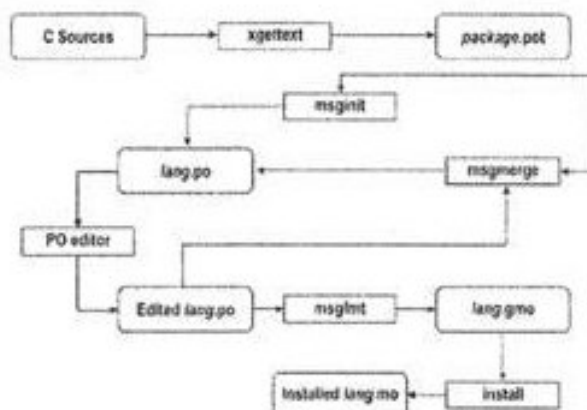 C Sources
xgettext
package.pot
msginit
lang.po
msgmerge
PO editor
Edited lang.po
msgfmt
lang.gmo
Installed lang.mo
install